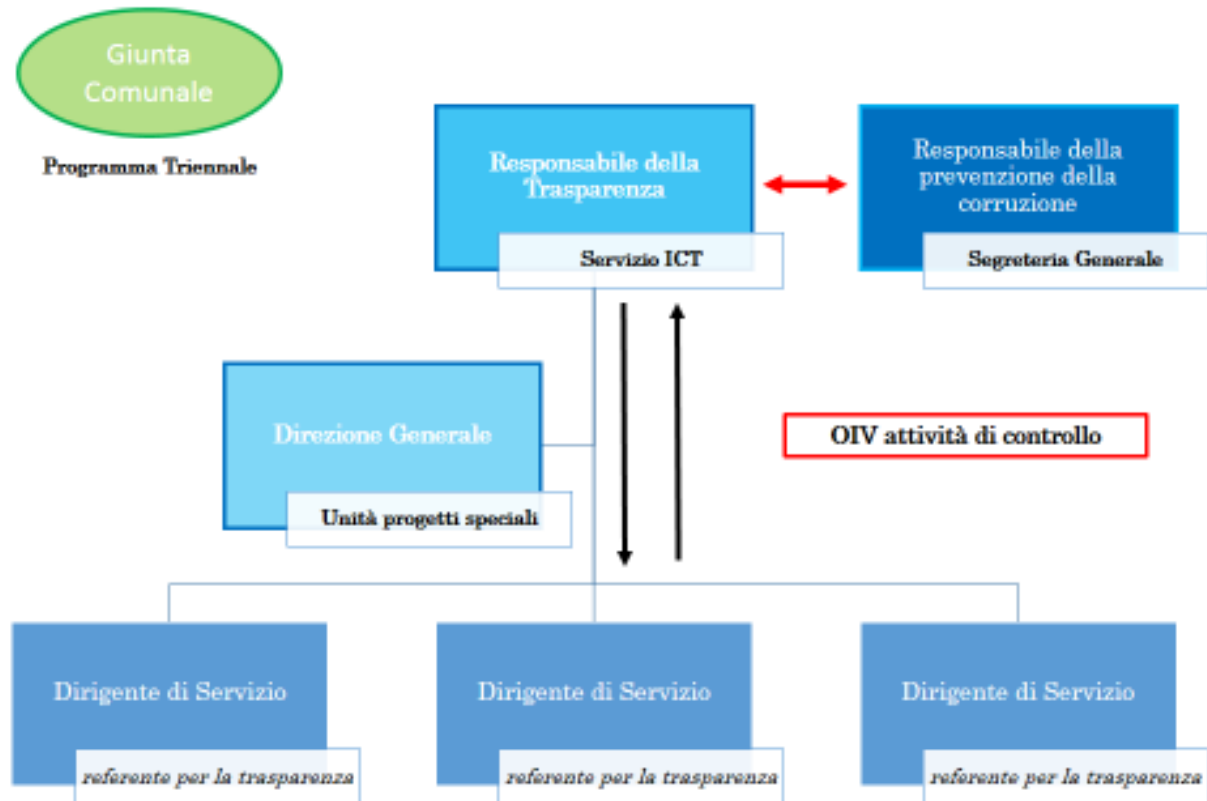 Giunta
Comunale
Programma Triennale
Responsabile della
Trasparenza
Servizio ICT
Responsabile della
prevenzione della
corruzione
Segreteria Generale
Direzione Generale
Unità progetti speciali
OIV attività di controllo
Dirigente di Servizio
referente per la trasparenza
Dirigente di Servizio
referente per la trasparenza
Dirigente di Servizio
referente per la trasparenza